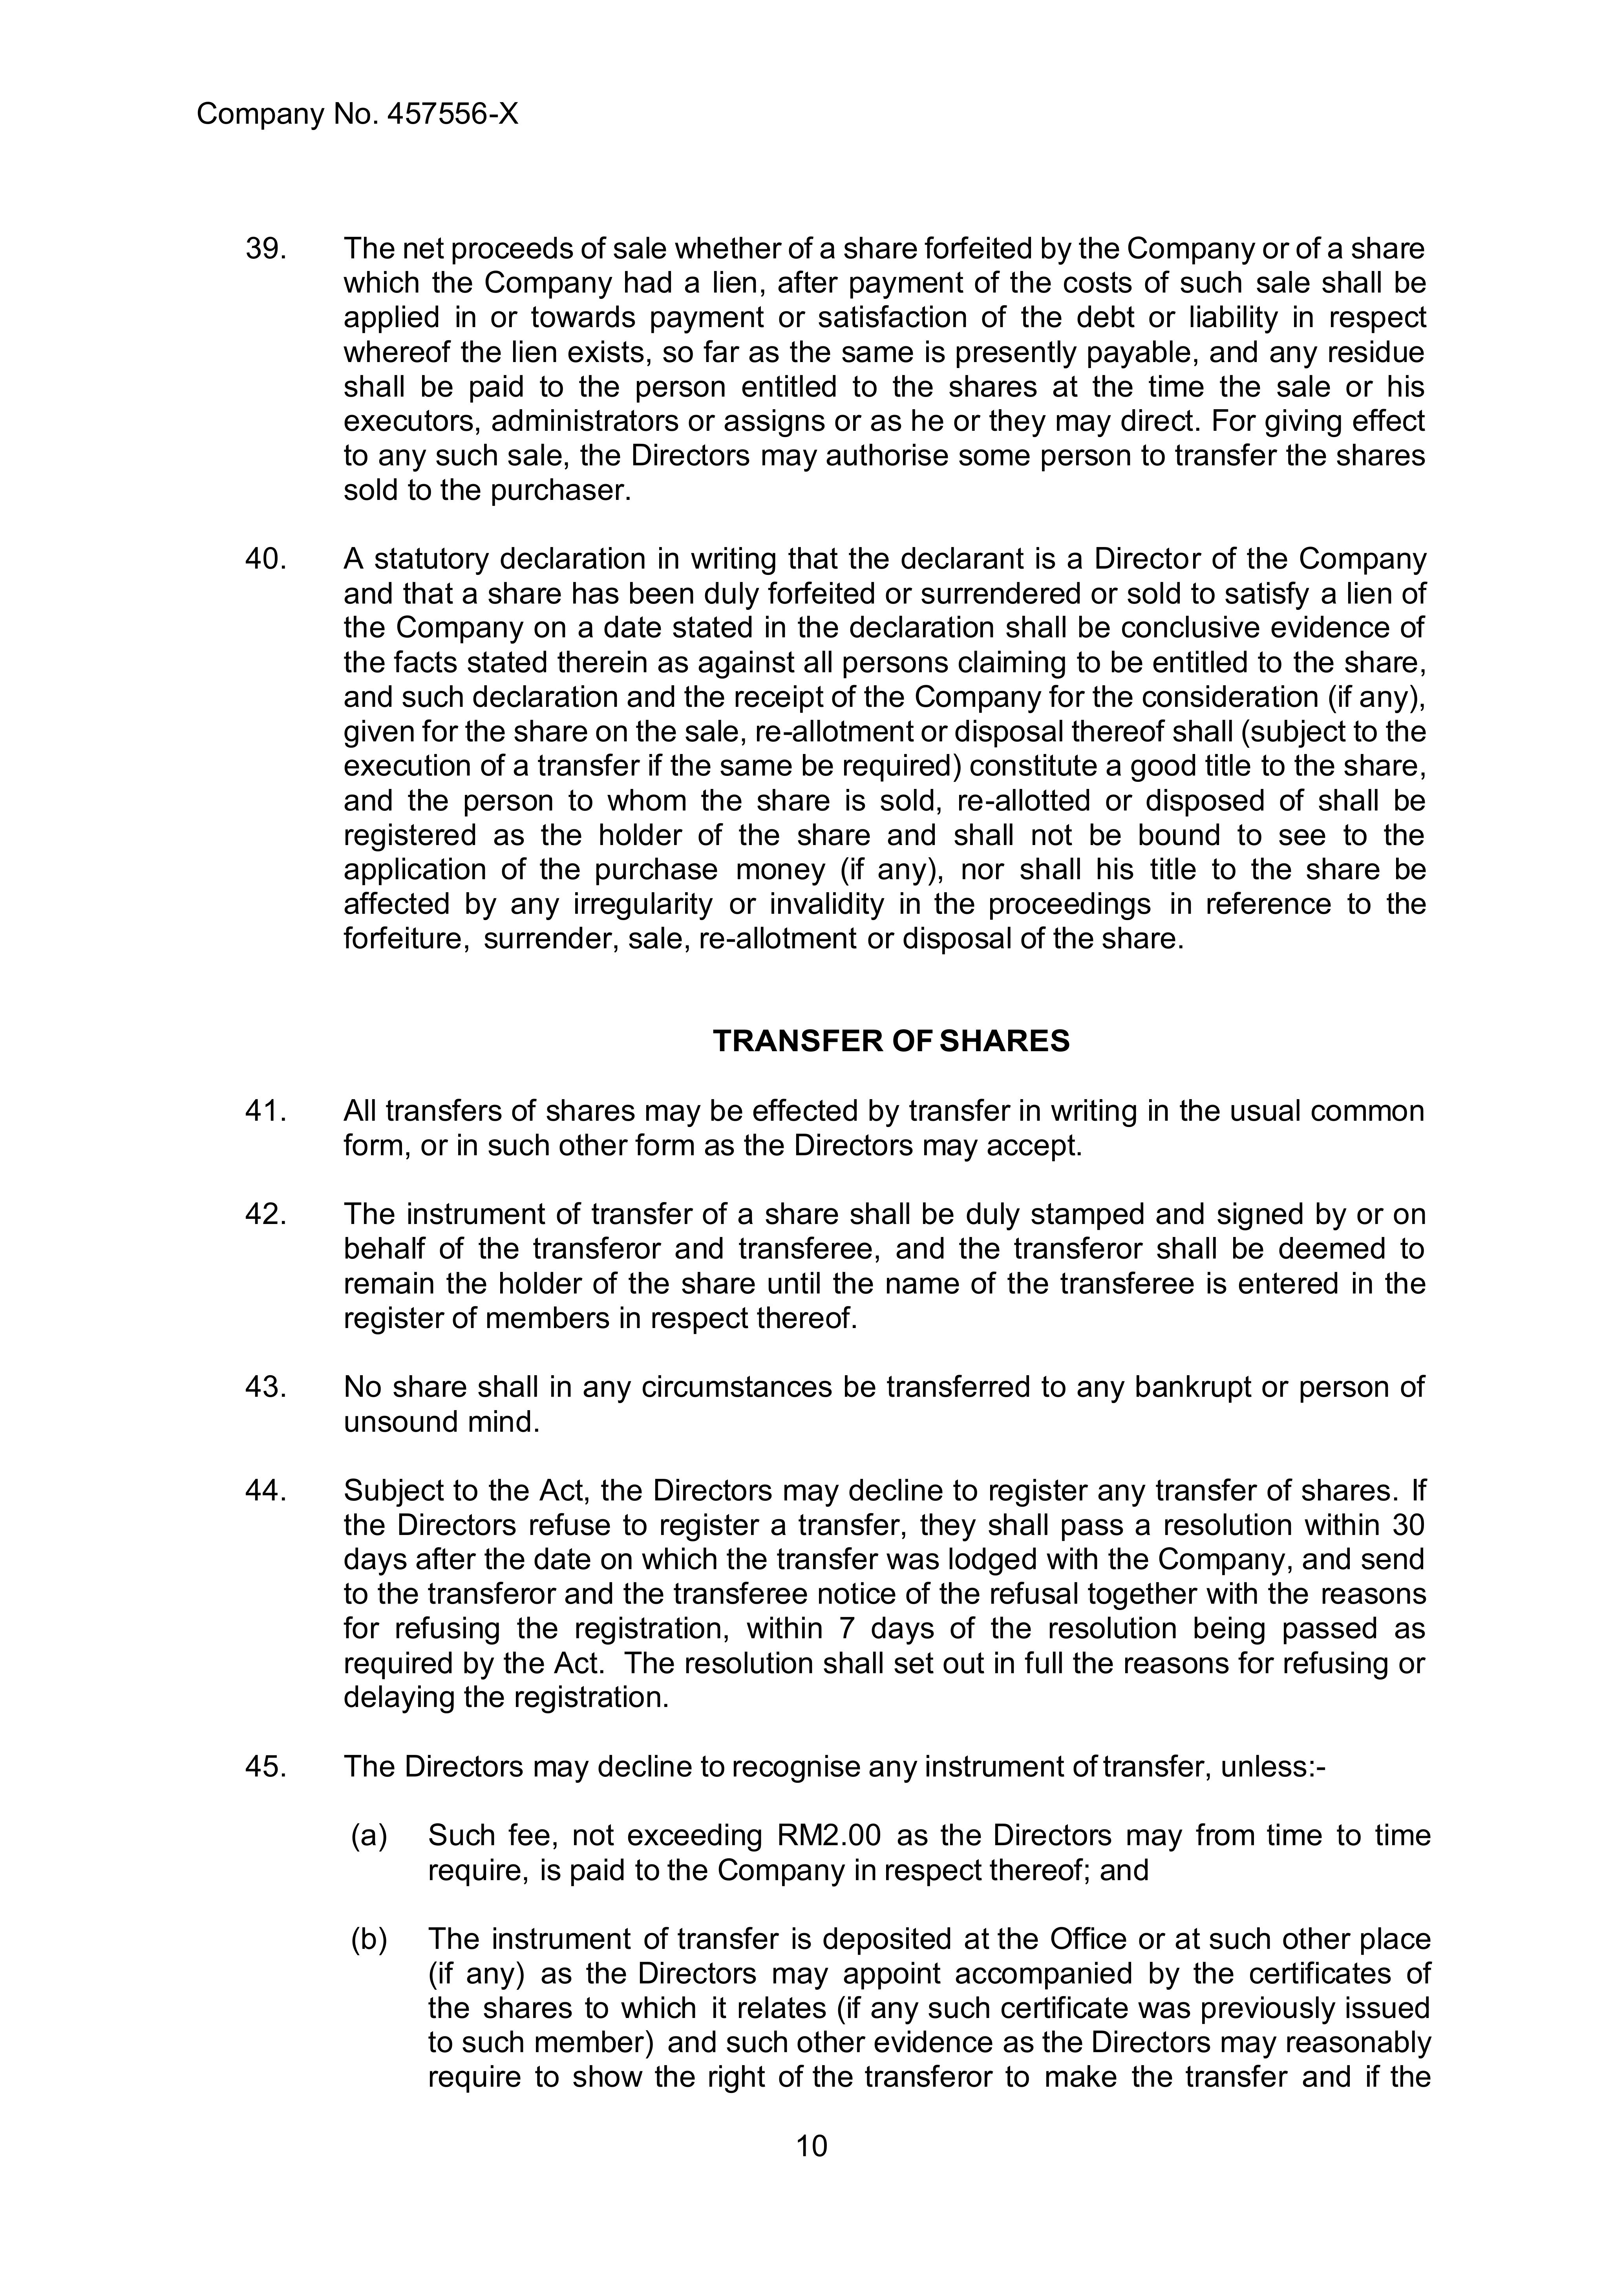 Company No. 457556-X
39. The net proceeds of sale whether of a share forfeited by the Company or of a share
which the Company had a lien, after payment of the costs of such sale shall be
applied in or towards payment or satisfaction of the debt or liability in respect
whereof the lien exists, so far as the same is presently payable, and any residue
shall be paid to the person entitled to the shares at the time the sale or his
executors, administrators or assigns or as he or they may direct. For giving effect
to any such sale, the Directors may authorise some person to transfer the shares
sold to the purchaser.
40. A statutory declaration in writing that the declarant is a Director of the Company
and that a share has been duly forfeited or surrendered or sold to satisfy a lien of
the Company on a date stated in the declaration shall be conclusive evidence of
the facts stated therein as against all persons claiming to be entitled to the share,
and such declaration and the receipt of the Company for the consideration (if any),
given for the share on the sale, re-allotment or disposal thereof shall (subject to the
execution of a transfer if the same be required) constitute a good title to the share,
and the person to whom the share is sold, re-allotted or disposed of shall be
registered as the holder of the share and shall not be bound to see to the
application of the purchase money (if any), nor shall his title to the share be
affected by any irregularity or invalidity in the proceedings in reference to the
forfeiture, surrender, sale, re-allotment or disposal of the share.
TRANSFER OF SHARES
41. All transfers of shares may be effected by transfer in writing in the usual common
form, or in such other form as the Directors may accept.
42. The instrument of transfer of a share shall be duly stamped and signed by or on
behalf of the transferor and transferee, and the transferor shall be deemed to
remain the holder of the share until the name of the transferee is entered in the
register of members in respect thereof.
43. No share shall in any circumstances be transferred to any bankrupt or person of
unsound mind.
44. Subject to the Act, the Directors may decline to register any transfer of shares. If
the Directors refuse to register a transfer, they shall pass a resolution within 30
days after the date on which the transfer was lodged with the Company, and send
to the transferor and the transferee notice of the refusal together with the reasons
for refusing the registration, within 7 days of the resolution being passed as
required by the Act. The resolution shall set out in full the reasons for refusing or
delaying the registration.
45. The Directors may decline to recognise any instrument of transfer, unless:-
(a) Such fee, not exceeding RM2.00 as the Directors may from time to time
require, is paid to the Company in respect thereof; and
(b) The instrument of transfer is deposited at the Office or at such other place
(if any) as the Directors may appoint accompanied by the certificates of
the shares to which it relates (if any such certificate was previously issued
to such member) and such other evidence as the Directors may reasonably
require to show the right of the transferor to make the transfer and if the
10